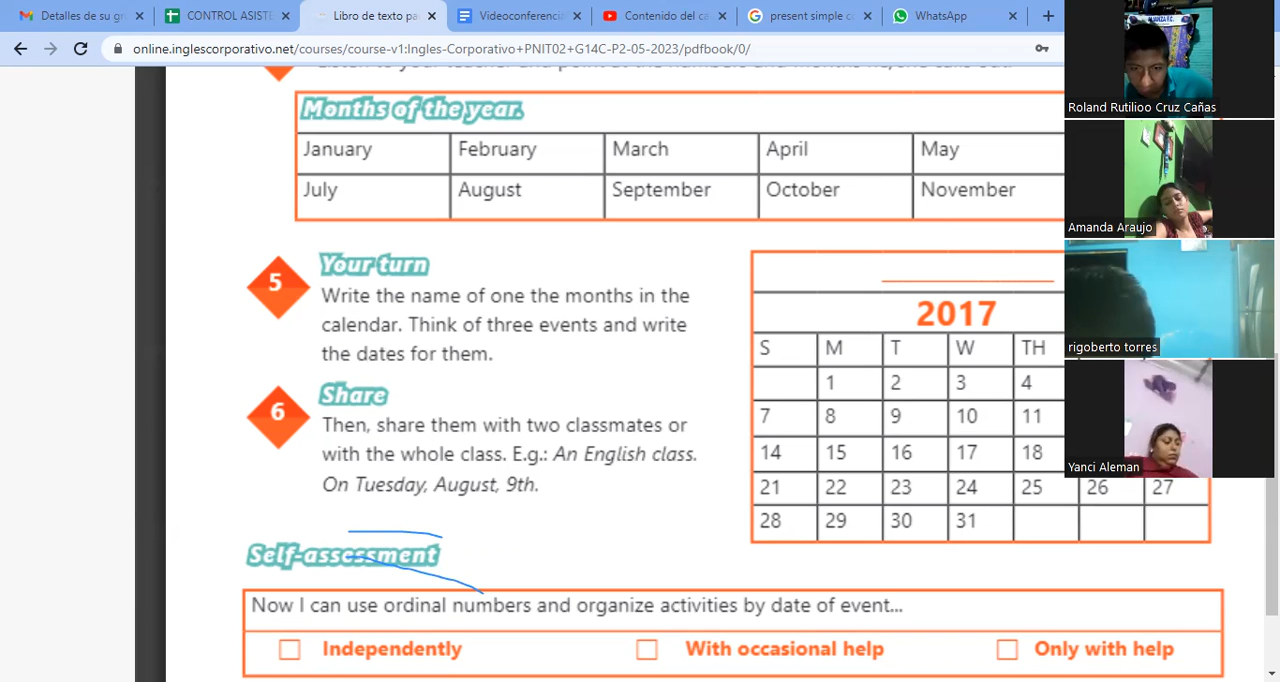 Detalles de su gr
CONTROL ASISTE
Libro de texto pa
Videoconferenci
Contenido del ca
present simple c
WhatsApp
online.inglescorporativo.net/courses/course-v1:Ingles-Corporativo+PNIT02+G14C-P2-05-2023/pdfbook/0/
Months of the year.
January February March April May
July August September October November
5
Your turn
Write the name of one the months in the
calendar. Think of three events and write
the dates for them.
6
Share
Then, share them with two classmates or
with the whole class. E.g.: An English class.
On Tuesday, August, 9th.
2017
S M T W TH
1 2 3 4
7 8 9 10 11
14 15 16 17 18
21 22 23 24 25 26 27
28 29 30 31
Self-assessment
Now I can use ordinal numbers and organize activities by date of event...
Independently With occasional help Only with help
ALIANZA F.C.
Roland Rutilioo Cruz Cañas
Amanda Araujo
rigoberto torres
Yanci Aleman